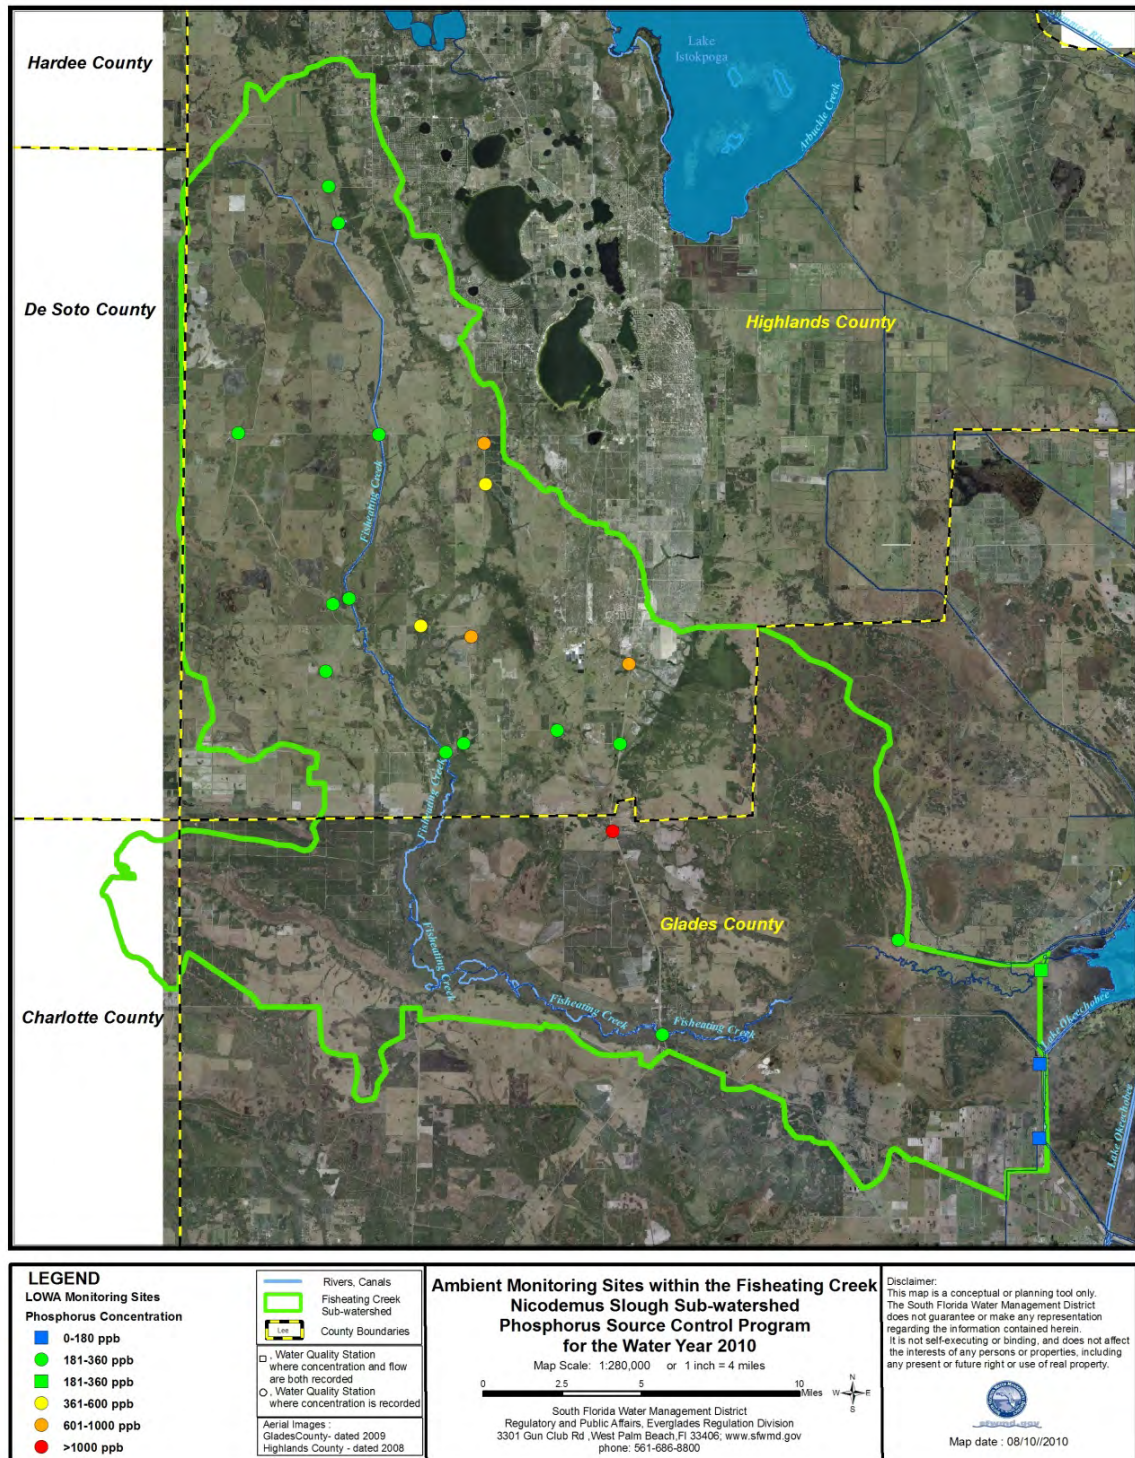 Hardee County
Lake
Istokpoga
River
Arbuckle Creek
De Soto County
Highlands County
Fisheating Creek
Fisheating Creek
Glades County
Fisheating Creek
Fisheating Creek
Fisheating Creek
Charlotte County
Lake Okeechobee
Lake Okeechobee
LEGEND
LOWA Monitoring Sites
Phosphorus Concentration
0-180 ppb
181-360 ppb
181-360 ppb
361-600 ppb
601-1000 ppb
>1000 ppb
Rivers, Canals
Fisheating Creek
Sub-watershed
Lee
County Boundaries
, Water Quality Station
where concentration and flow
are both recorded
, Water Quality Station
where concentration is recorded
Aerial Images :
GladesCounty- dated 2009
Highlands County - dated 2008
Ambient Monitoring Sites within the Fisheating Creek
Nicodemus Slough Sub-watershed
Phosphorus Source Control Program
for the Water Year 2010
Map Scale: 1:280,000 or 1 inch = 4 miles
0 2.5 5 10
Miles
N
W E
S
South Florida Water Management District
Regulatory and Public Affairs, Everglades Regulation Division
3301 Gun Club Rd ,West Palm Beach,Fl 33406; www.sfwmd.gov
phone: 561-686-8800
Disclaimer:
This map is a conceptual or planning tool only.
The South Florida Water Management District
does not guarantee or make any representation
regarding the information contained herein.
It is not self-executing or binding, and does not affect
the interests of any persons or properties, including
any present or future right or use of real property.
sfwmd.gov
Map date : 08/10//2010